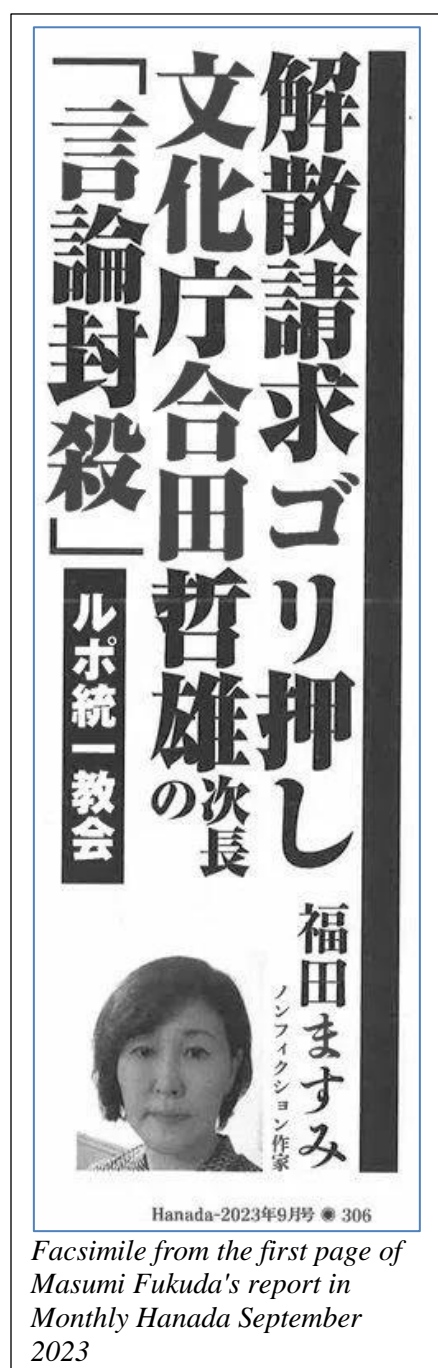 解散請求ゴリ押し
文化庁合田哲雄次長の
「言論封殺」
ルポ統一教会
福田ますみ
ノンフィクション作家
Hanada-2023年9月号 ◉ 306
Facsimile from the first page of
Masumi Fukuda's report in
Monthly Hanada September
2023